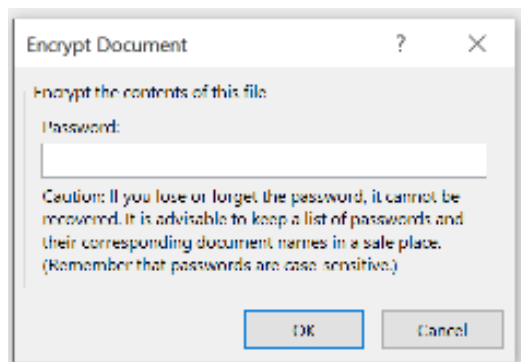 Encrypt Document ? ✕
Encrypt the contents of this file
Password:
Caution: If you lose or forget the password, it cannot be
recovered. It is advisable to keep a list of passwords and
their corresponding document names in a safe place.
(Remember that passwords are case-sensitive.)
OK Cancel